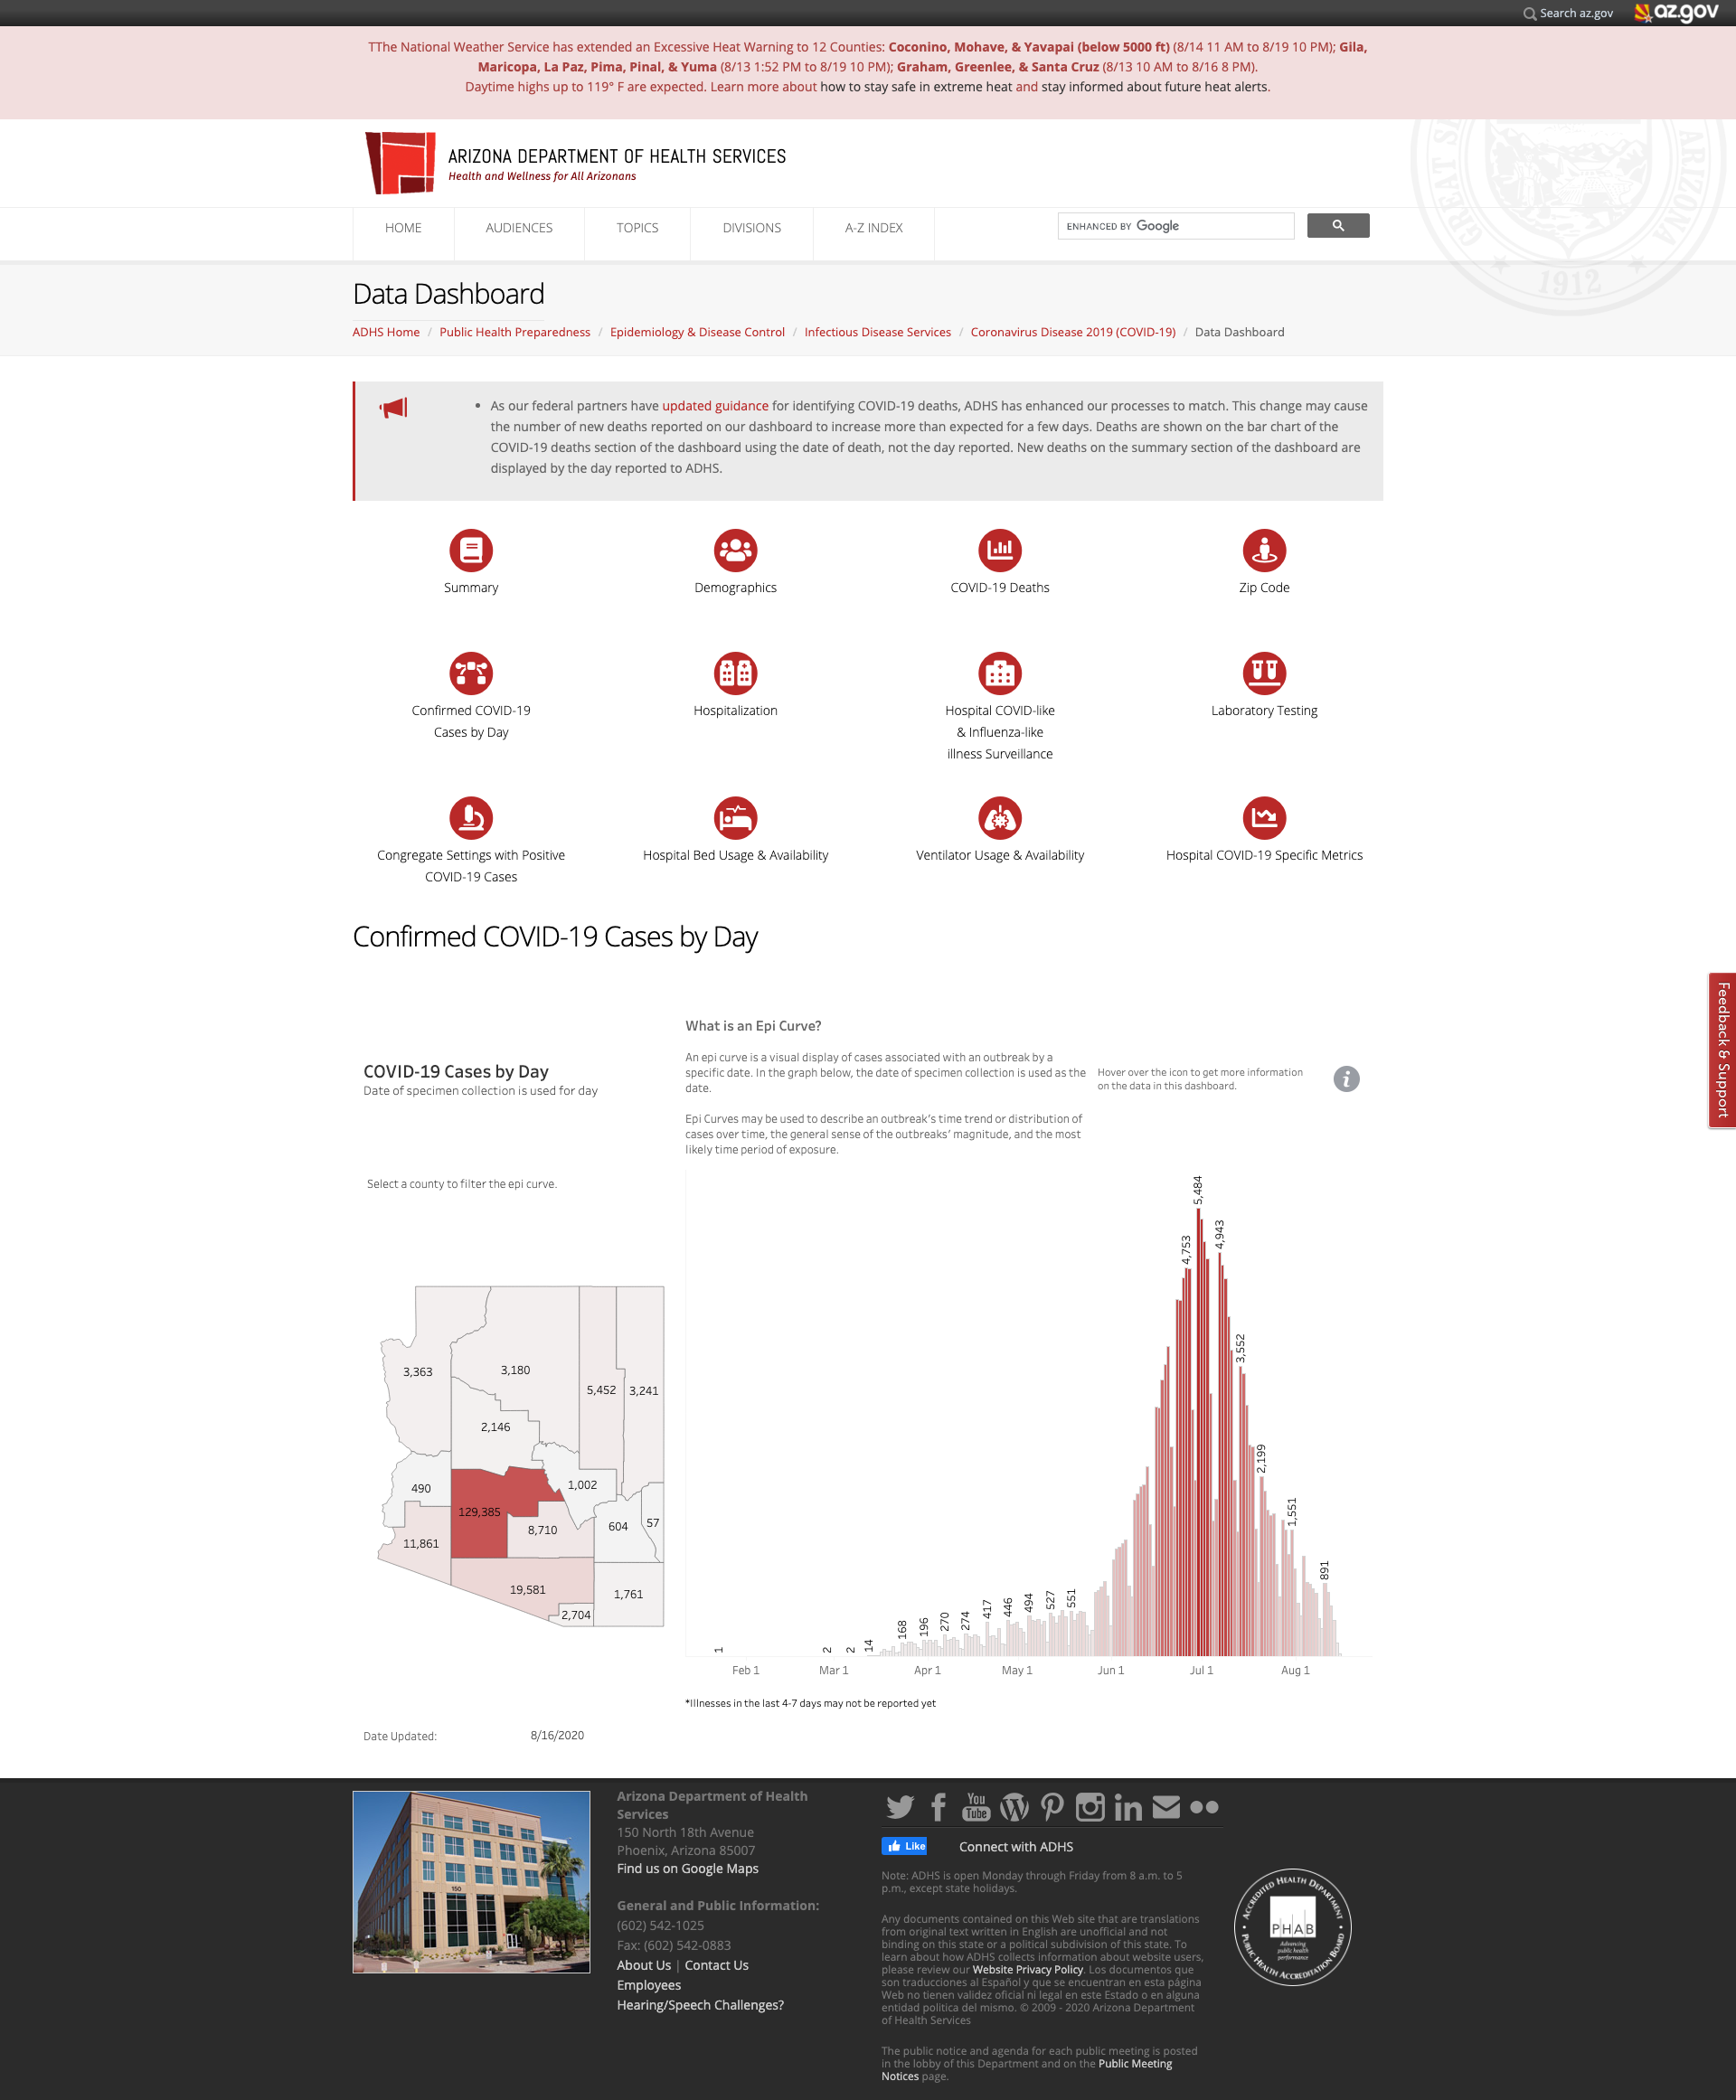 Search az.gov
az.gov
TThe National Weather Service has extended an Excessive Heat Warning to 12 Counties: Coconino, Mohave, & Yavapai (below 5000 ft) (8/14 11 AM to 8/19 10 PM); Gila,
Maricopa, La Paz, Pima, Pinal, & Yuma (8/13 1:52 PM to 8/19 10 PM); Graham, Greenlee, & Santa Cruz (8/13 10 AM to 8/16 8 PM).
Daytime highs up to 119° F are expected. Learn more about how to stay safe in extreme heat and stay informed about future heat alerts.
ARIZONA DEPARTMENT OF HEALTH SERVICES
Health and Wellness for All Arizonans
GREAT SEAL
ARIZONA
1912
HOME
AUDIENCES
TOPICS
DIVISIONS
A-Z INDEX
ENHANCED BY Google
Data Dashboard
ADHS Home / Public Health Preparedness / Epidemiology & Disease Control / Infectious Disease Services / Coronavirus Disease 2019 (COVID-19) / Data Dashboard
• As our federal partners have updated guidance for identifying COVID-19 deaths, ADHS has enhanced our processes to match. This change may cause
the number of new deaths reported on our dashboard to increase more than expected for a few days. Deaths are shown on the bar chart of the
COVID-19 deaths section of the dashboard using the date of death, not the day reported. New deaths on the summary section of the dashboard are
displayed by the day reported to ADHS.
Summary
Demographics
COVID-19 Deaths
Zip Code
Confirmed COVID-19
Cases by Day
Hospitalization
Hospital COVID-like
& Influenza-like
illness Surveillance
Laboratory Testing
Congregate Settings with Positive
COVID-19 Cases
Hospital Bed Usage & Availability
Ventilator Usage & Availability
Hospital COVID-19 Specific Metrics
Confirmed COVID-19 Cases by Day
Feedback & Support
COVID-19 Cases by Day
Date of specimen collection is used for day
What is an Epi Curve?
An epi curve is a visual display of cases associated with an outbreak by a
specific date. In the graph below, the date of specimen collection is used as the
date.
Epi Curves may be used to describe an outbreak's time trend or distribution of
cases over time, the general sense of the outbreaks' magnitude, and the most
likely time period of exposure.
Hover over the icon to get more information
on the data in this dashboard.
i
Select a county to filter the epi curve.
3,363
3,180
5,452
3,241
2,146
490
1,002
129,385
11,861
8,710
604
57
19,581
1,761
2,704
1
2
2
14
168
196
270
274
417
446
494
527
551
4,753
5,484
4,943
3,552
2,199
1,551
891
Feb 1
Mar 1
Apr 1
May 1
Jun 1
Jul 1
Aug 1
*Illnesses in the last 4-7 days may not be reported yet
Date Updated:
8/16/2020
150
Arizona Department of Health
Services
150 North 18th Avenue
Phoenix, Arizona 85007
Find us on Google Maps
General and Public Information:
(602) 542-1025
Fax: (602) 542-0883
About Us | Contact Us
Employees
Hearing/Speech Challenges?
You
Tube
in
Like
Connect with ADHS
Note: ADHS is open Monday through Friday from 8 a.m. to 5
p.m., except state holidays.
Any documents contained on this Web site that are translations
from original text written in English are unofficial and not
binding on this state or a political subdivision of this state. To
learn about how ADHS collects information about website users,
please review our Website Privacy Policy. Los documentos que
son traducciones al Español y que se encuentran en esta página
Web no tienen validez oficial ni legal en este Estado o en alguna
entidad politica del mismo. © 2009 - 2020 Arizona Department
of Health Services
The public notice and agenda for each public meeting is posted
in the lobby of this Department and on the Public Meeting
Notices page.
ACCREDITED HEALTH DEPARTMENT
PHAB
Advancing
public health
performance
PUBLIC HEALTH ACCREDITATION BOARD